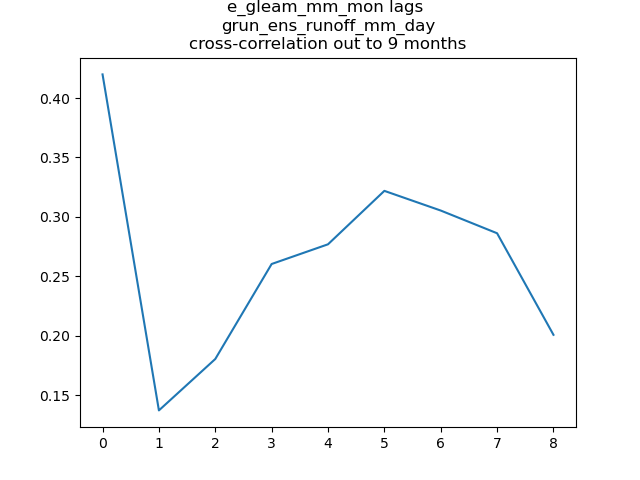 e_gleam_mm_mon lags
grun_ens_runoff_mm_day
cross-correlation out to 9 months
0.40
0.35
0.30
0.25
0.20
0.15
0 1 2 3 4 5 6 7 8